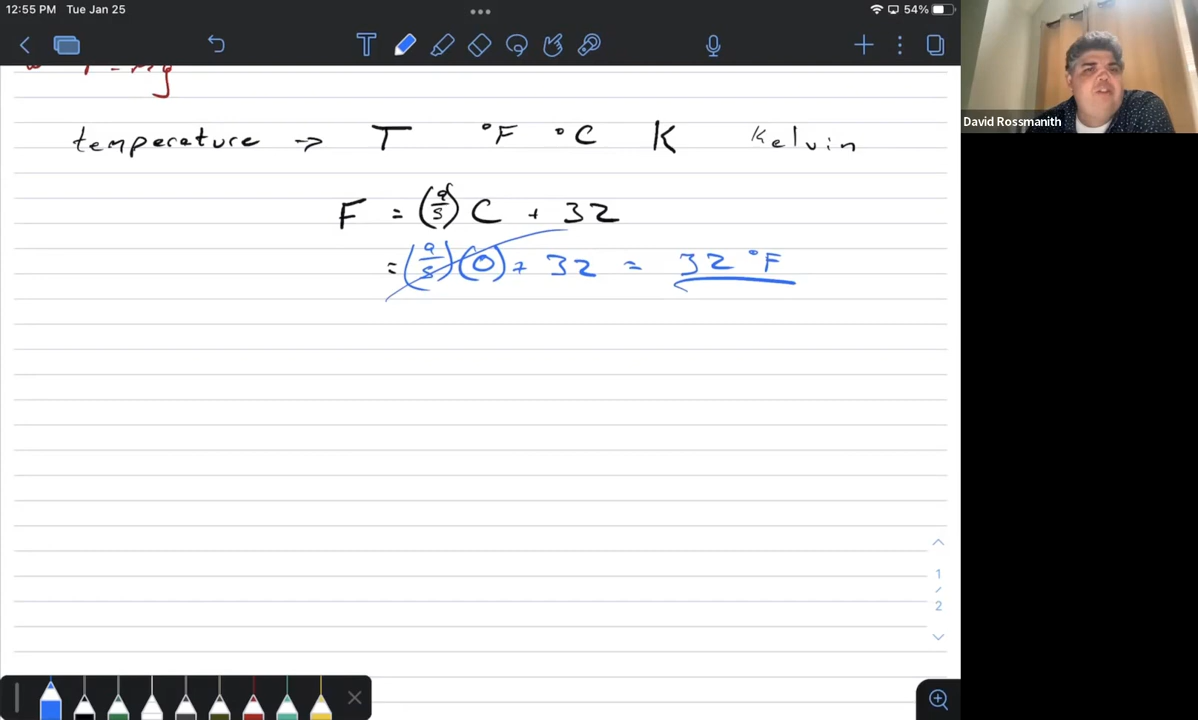 12:55 PM Tue Jan 25
54%
T
temperature → T °F °C K Kelvin
F = (9/5) C + 32
= (9/5)(0) + 32 = 32 °F
David Rossmanith
1
/
2